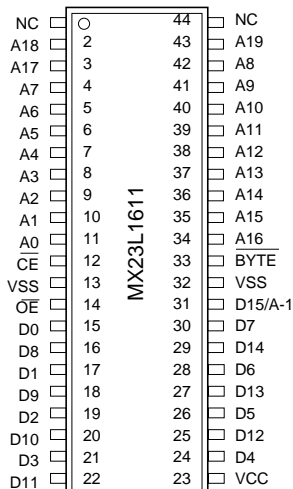 NC 44 NC
A18 2 43 A19
A17 3 42 A8
A7 4 41 A9
A6 5 40 A10
A5 6 39 A11
A4 7 38 A12
A3 8 37 A13
A2 9 36 A14
A1 10 35 A15
A0 11 34 A16
CE 12 33 BYTE
VSS 13 32 VSS
OE 14 31 D15/A-1
D0 15 30 D7
D8 16 29 D14
D1 17 28 D6
D9 18 27 D13
D2 19 26 D5
D10 20 25 D12
D3 21 24 D4
D11 22 23 VCC
MX23L1611